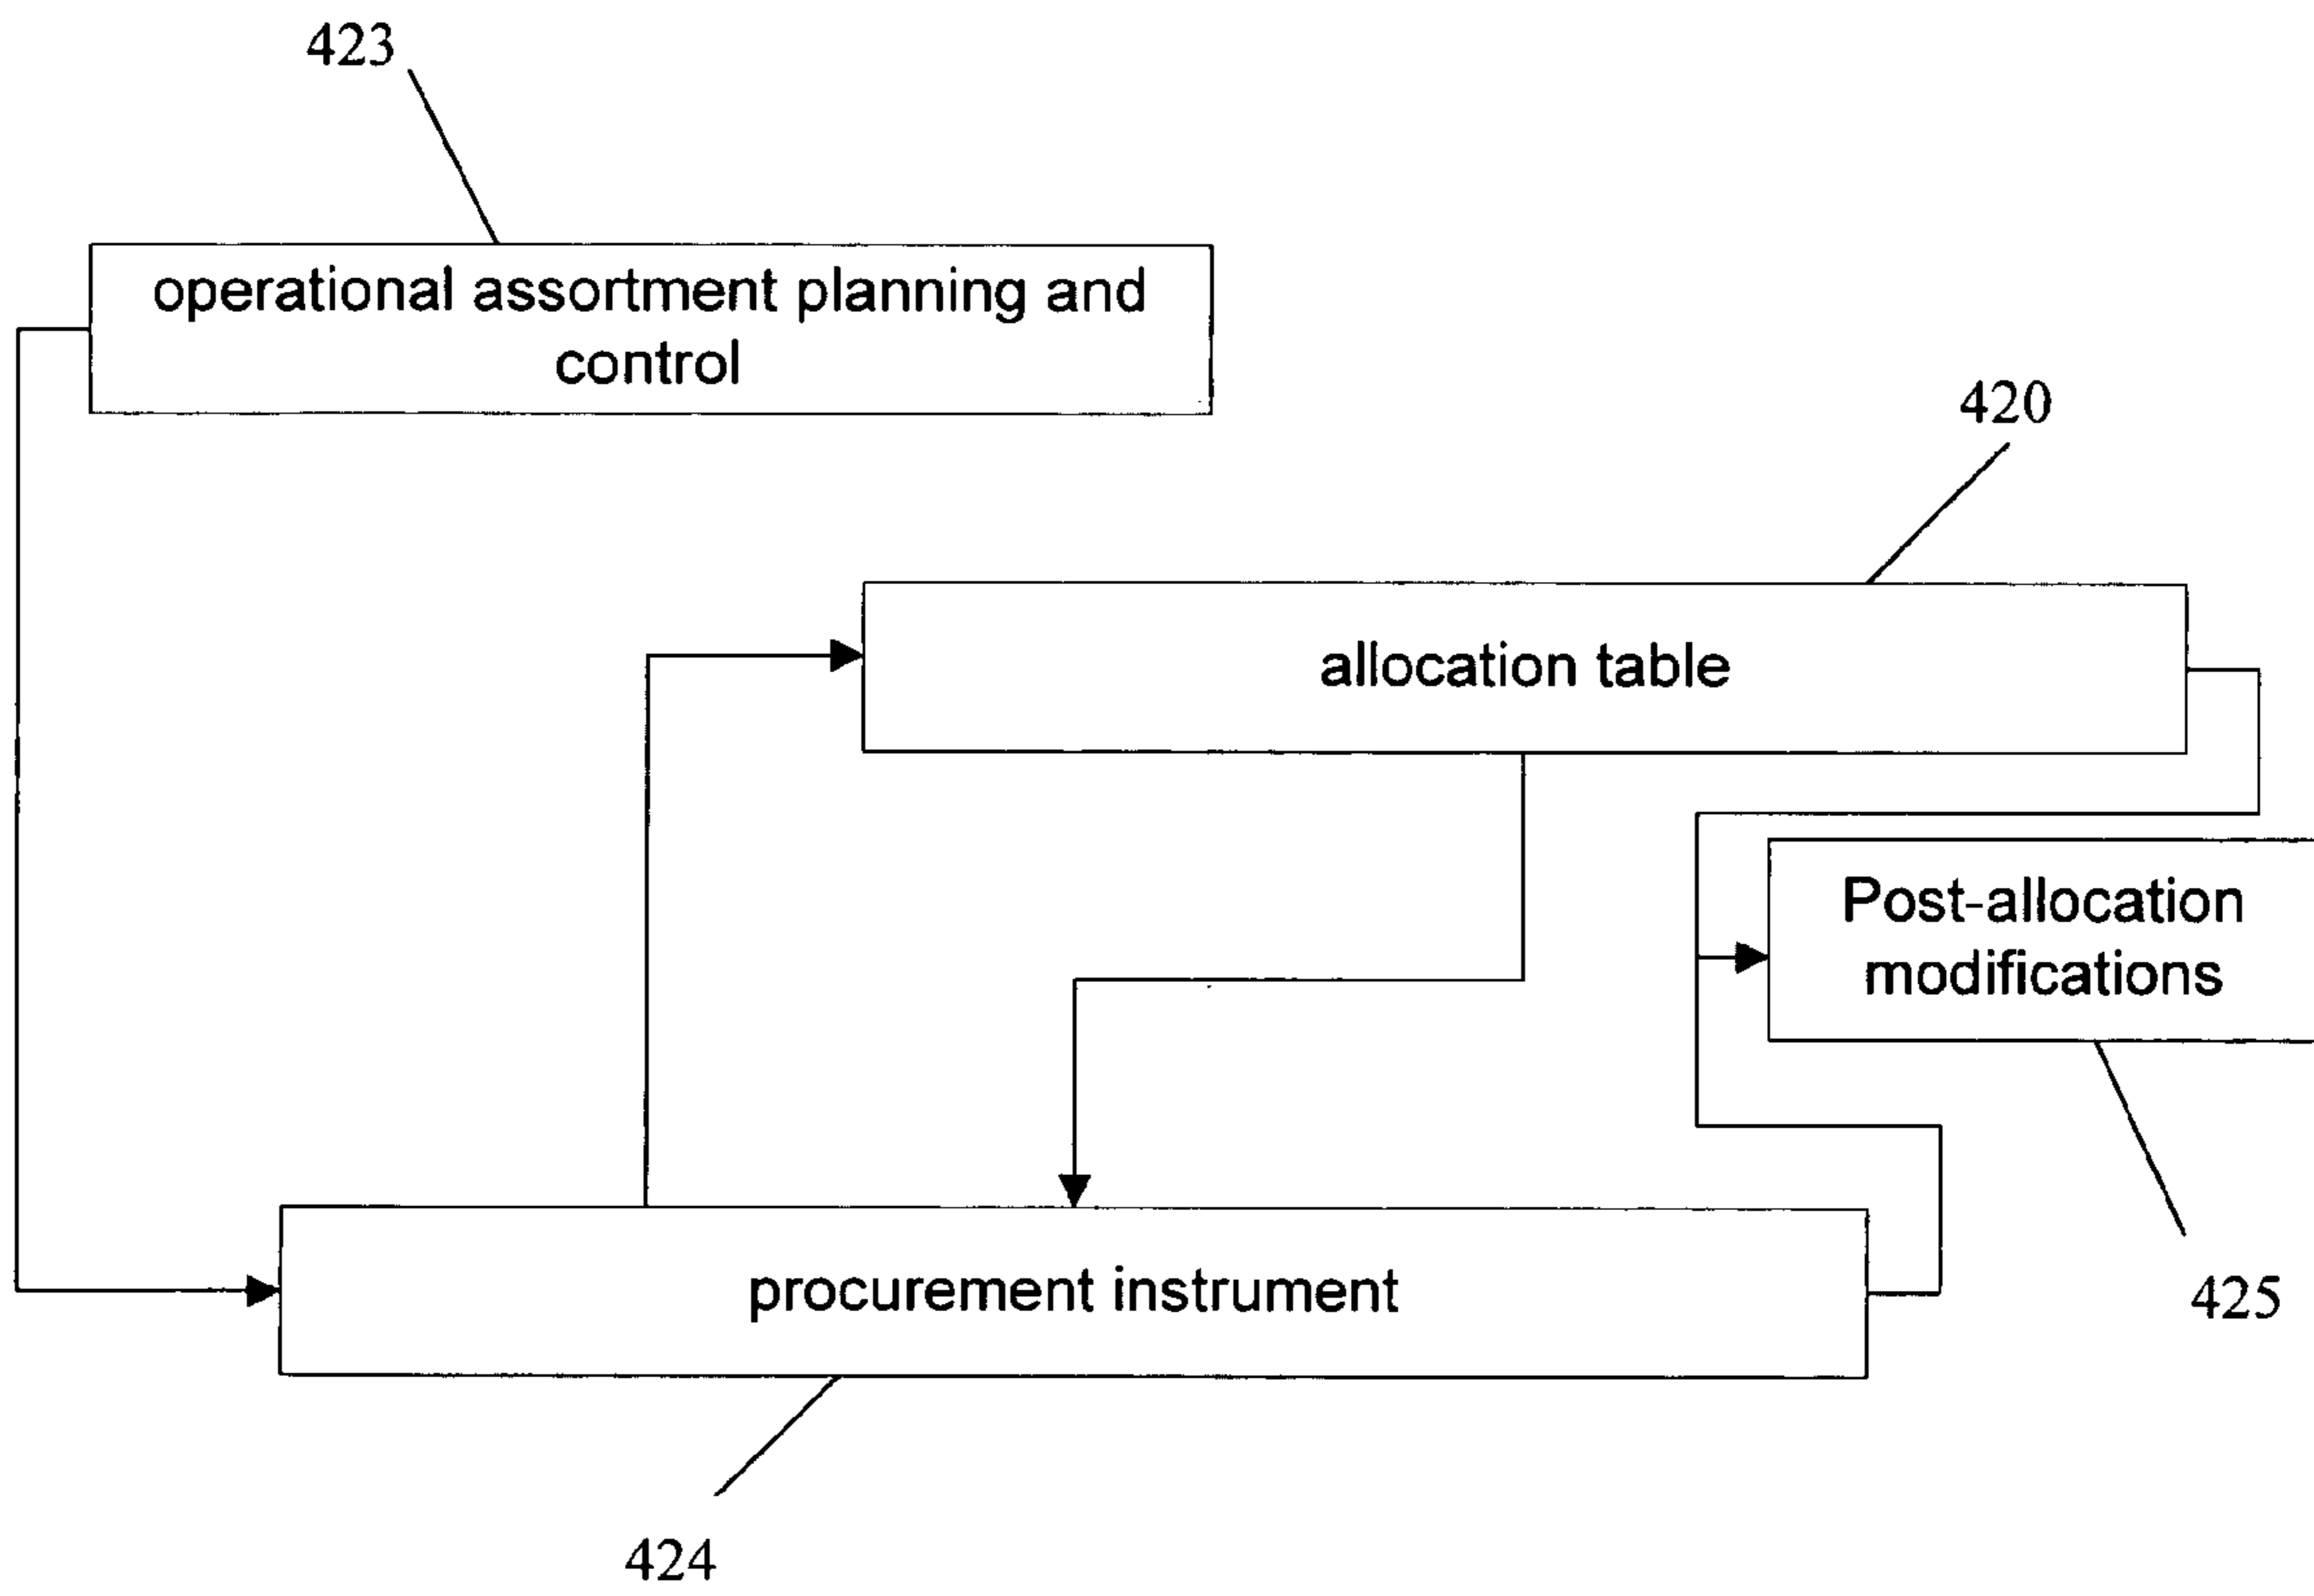 423
operational assortment planning and
control
420
allocation table
Post-allocation
modifications
procurement instrument
425
424